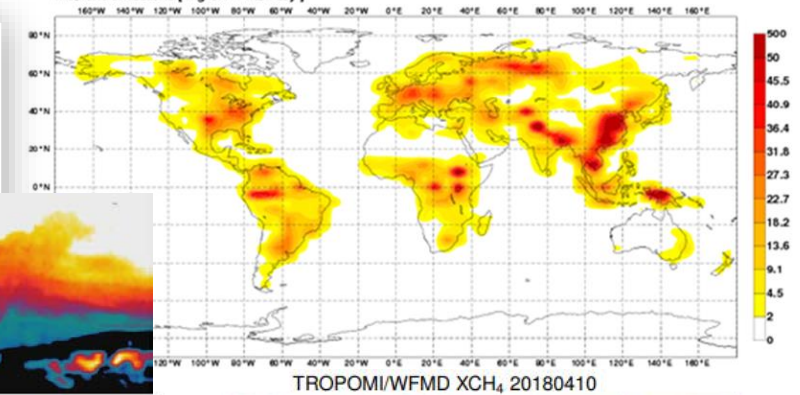 160°W 140°W 120°W 100°W 80°W 60°W 40°W 20°W 0°E 20°E 40°E 60°E 80°E 100°E 120°E 140°E 160°E
80°N
60°N
40°N
20°N
0°N
500
50
45.5
40.9
36.4
31.8
27.3
22.7
18.2
13.6
9.1
4.5
2
0
120°W 100°W 80°W 60°W 40°W 20°W 0°E 20°E 40°E 60°E 80°E 100°E 120°E 140°E 160°E
TROPOMI/WFMD XCH₄ 20180410